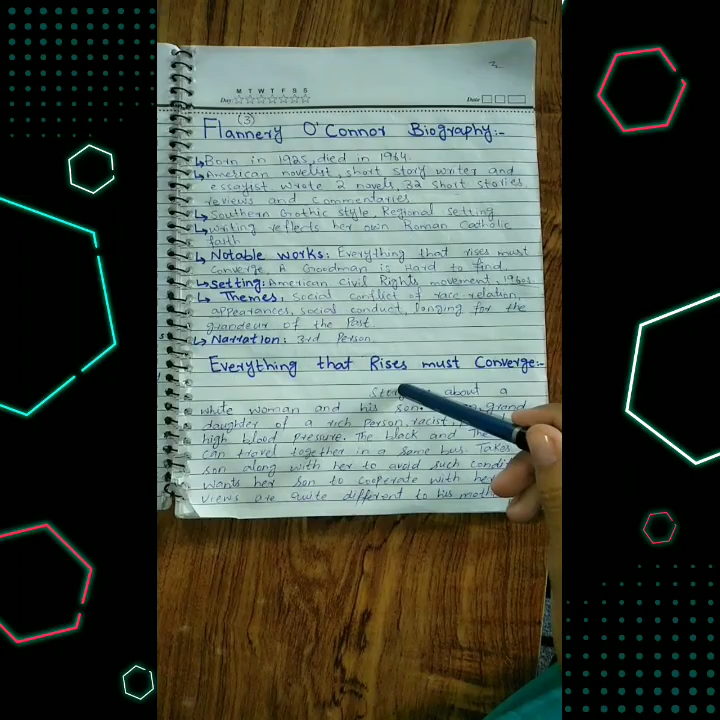 2
M T W T F S S
Day:
Date
(3)
Flannery O'Connor Biography:-
↳ Born in 1925, died in 1964.
↳ American novelist, short story writer and
essayist wrote 2 novels, 32 short stories
reviews and commentaries
↳ Southern Gothic style, Regional setting
↳ writing reflects her own Roman Catholic
faith
↳ Notable works: Everything that rises must
converge, A Goodman is Hard to find
↳ Setting: American Civil Rights movement, 1960s.
↳ Themes, social conflict of race relation,
appearances, social conduct, longing for the
grandeur of the Past.
↳ Narration: 3rd Person
Everything that Rises must Converge:-
about a
white woman and his son. grand
daughter of a rich person, racist,
high blood pressure. The black and The
can travel together in a same bus. Takes
son along with her to avoid such
wants her son to cooperate with her
views are quite different to his